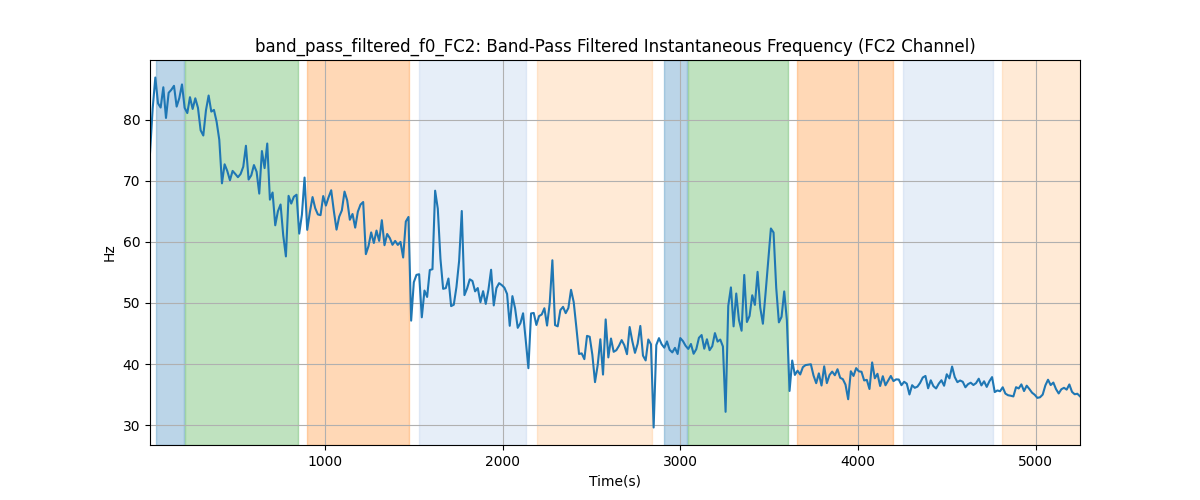 band_pass_filtered_f0_FC2: Band-Pass Filtered Instantaneous Frequency (FC2 Channel)
80
70
60
50
40
30
Hz
1000 2000 3000 4000 5000
Time(s)